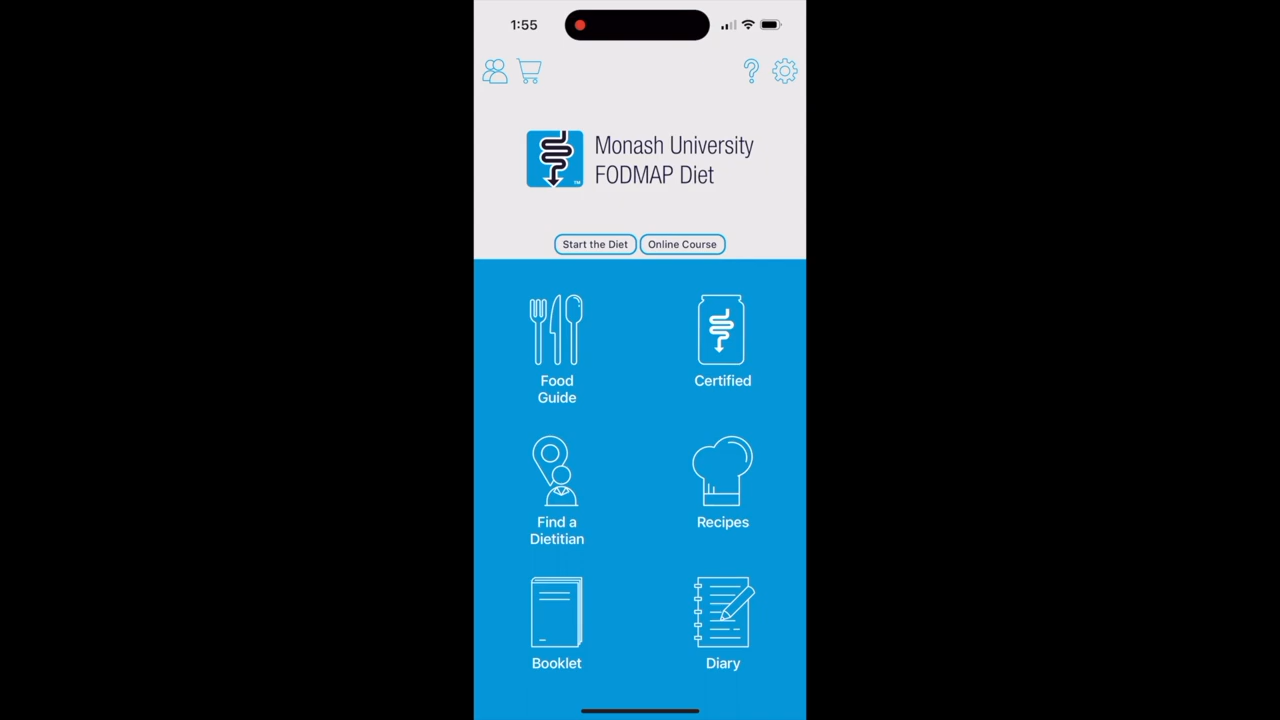 1:55
Monash University
FODMAP Diet
TM
Start the Diet
Online Course
Food
Guide
Certified
Find a
Dietitian
Recipes
Booklet
Diary